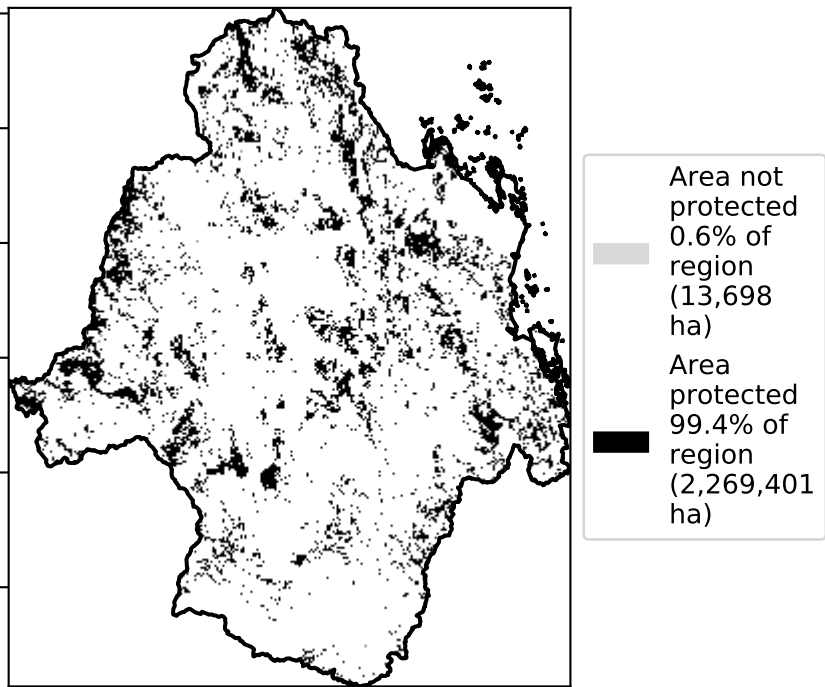 Area not
protected
0.6% of
region
(13,698
ha)
Area
protected
99.4% of
region
(2,269,401
ha)